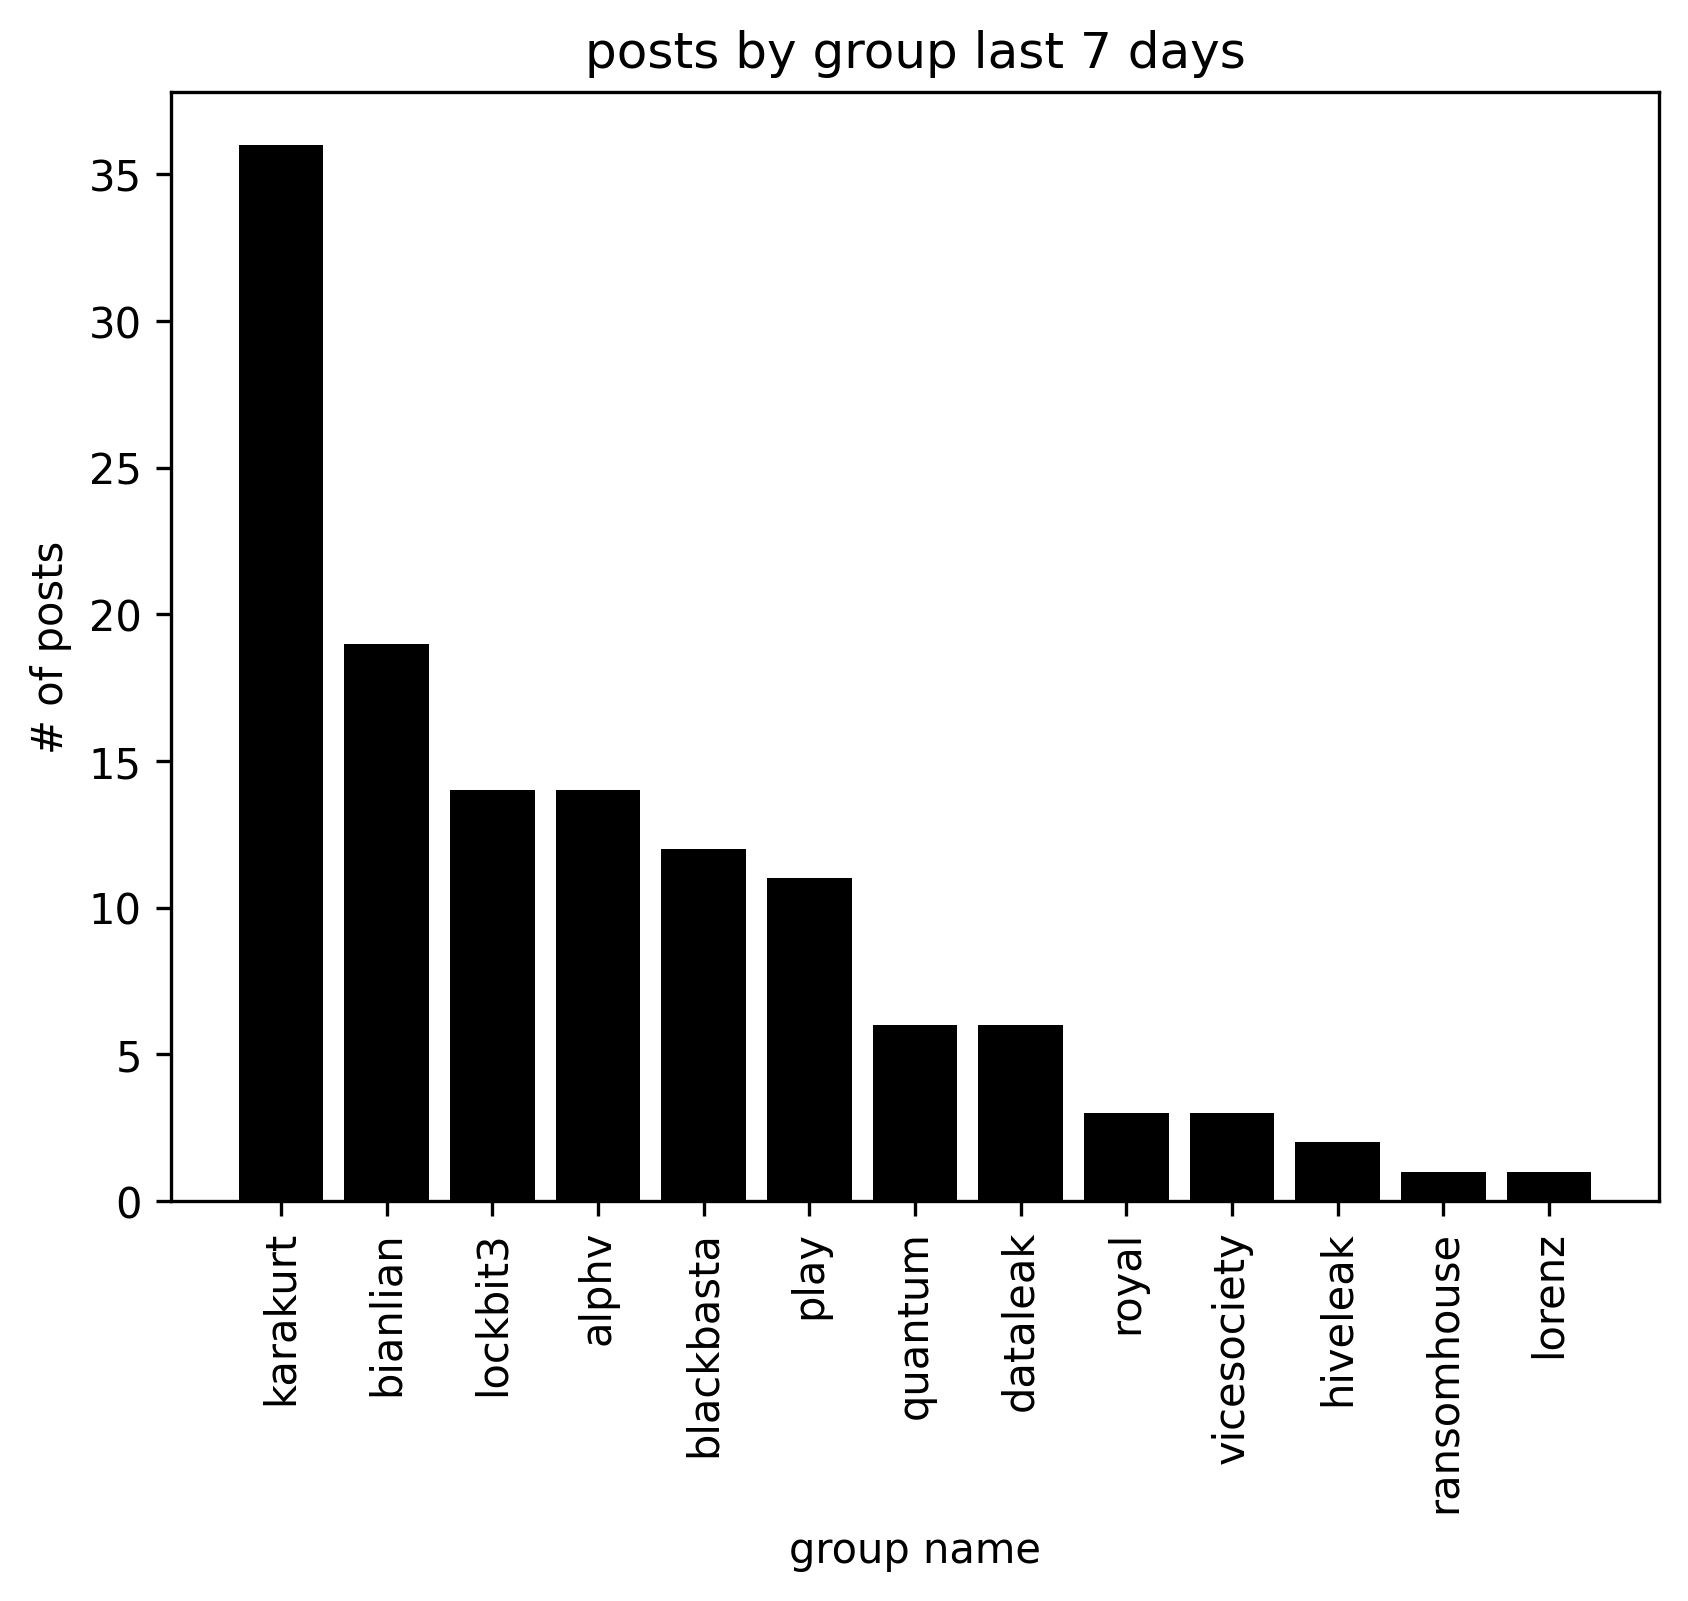 posts by group last 7 days
# of posts
35
30
25
20
15
10
5
0
karakurt
bianlian
lockbit3
alphv
blackbasta
play
quantum
dataleak
royal
vicesociety
hiveleak
ransomhouse
lorenz
group name